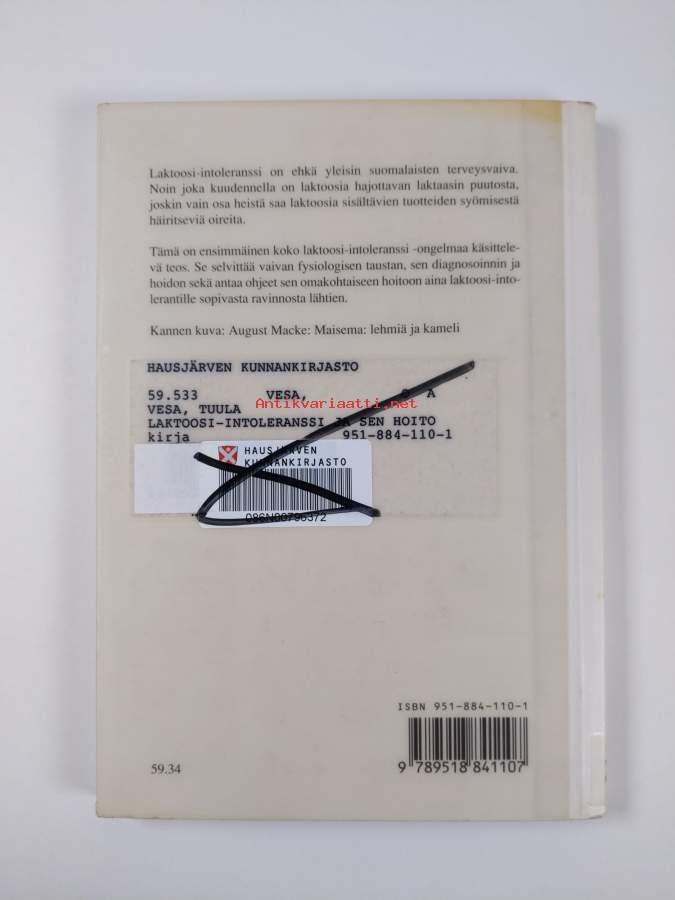 Laktoosi-intoleranssi on ehkä yleisin suomalaisten terveysvaiva.
Noin joka kuudennella on laktoosia hajottavan laktaasin puutosta,
joskin vain osa heistä saa laktoosia sisältävien tuotteiden syömisestä
häiritseviä oireita.
Tämä on ensimmäinen koko laktoosi-intoleranssi -ongelmaa käsittele-
vä teos. Se selvittää vaivan fysiologisen taustan, sen diagnosoinnin ja
hoidon sekä antaa ohjeet sen omakohtaiseen hoitoon aina laktoosi-into-
lerantille sopivasta ravinnosta lähtien.
Kannen kuva: August Macke: Maisema: lehmiä ja kameli
HAUSJÄRVEN KUNNANKIRJASTO
59.533 VESA, A
Antikvariaatti.net
VESA, TUULA
LAKTOOSI-INTOLERANSSI JA SEN HOITO
kirja 951-884-110-1
HAUSJÄRVEN
KUNNANKIRJASTO
086N00796372
ISBN 951-884-110-1
9 789518 841107
59.34